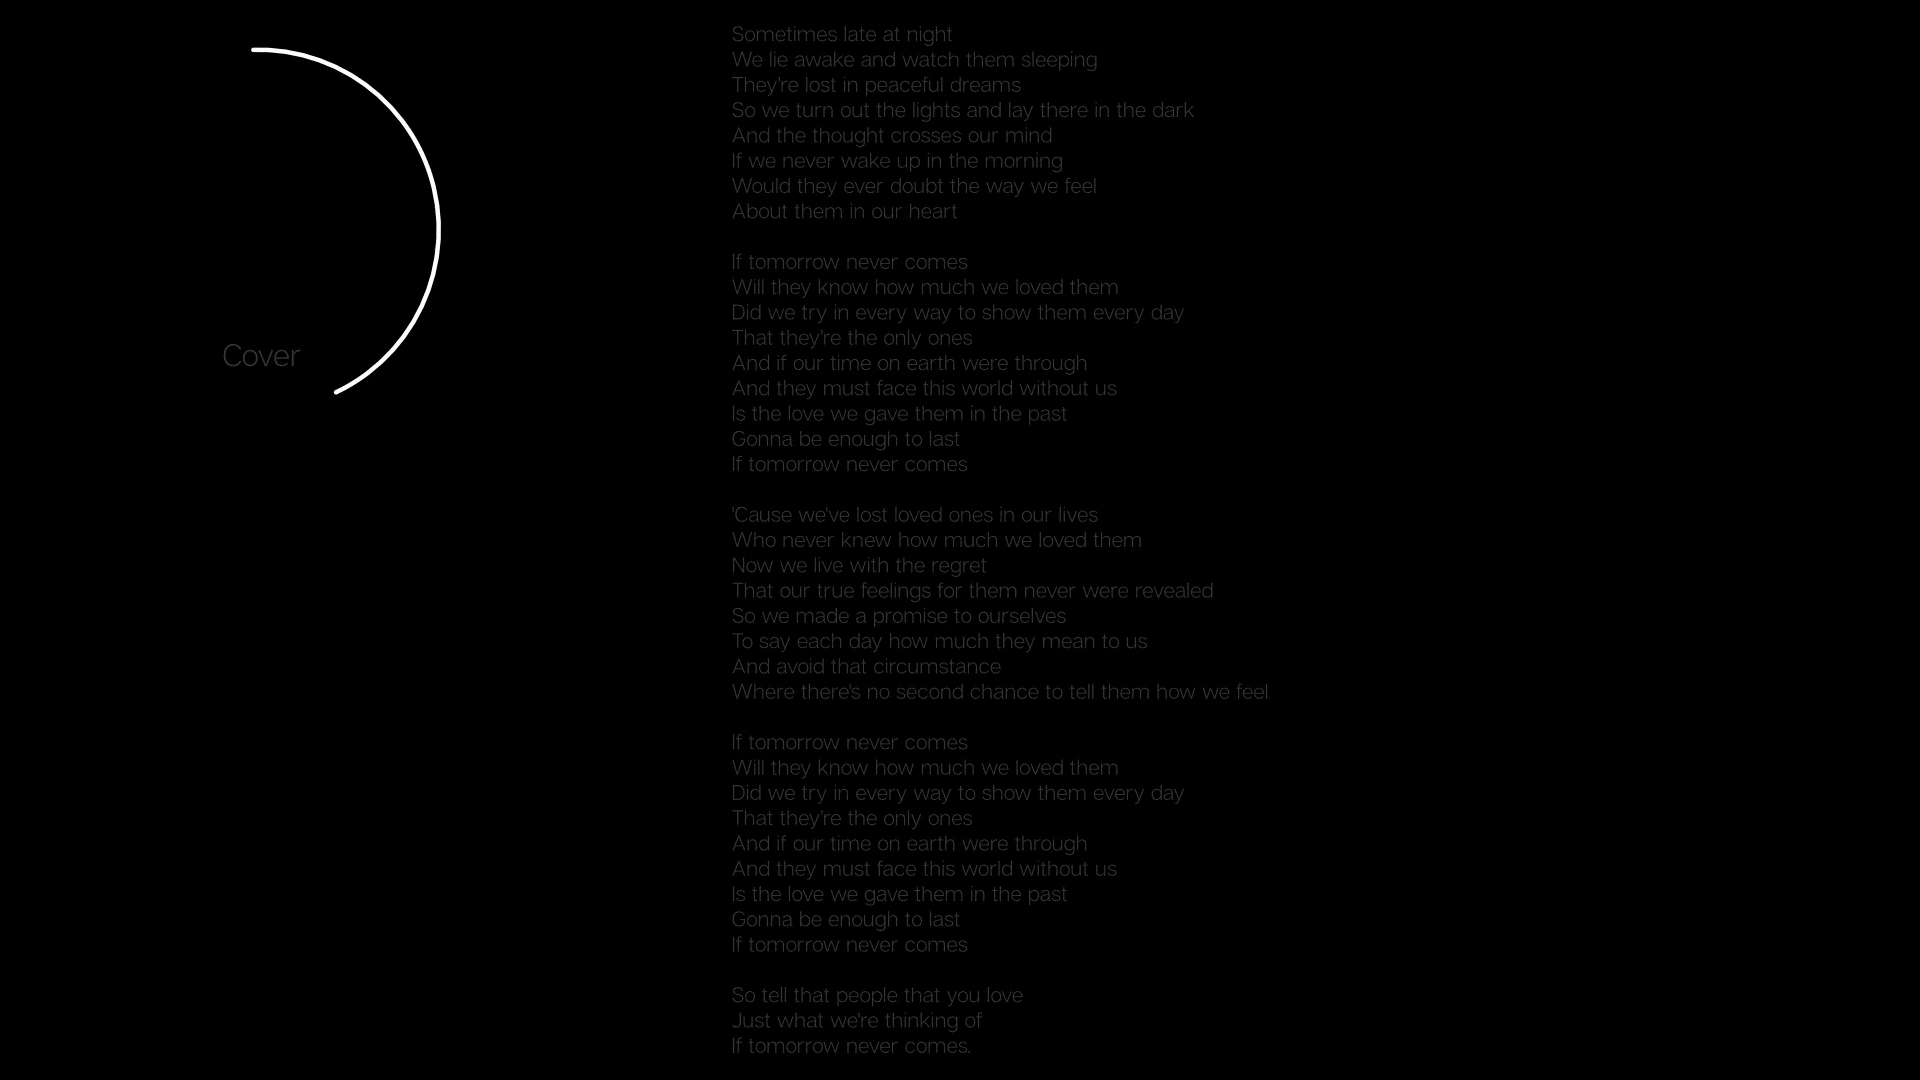 Cover
Sometimes late at night
We lie awake and watch them sleeping
They're lost in peaceful dreams
So we turn out the lights and lay there in the dark
And the thought crosses our mind
If we never wake up in the morning
Would they ever doubt the way we feel
About them in our heart

If tomorrow never comes
Will they know how much we loved them
Did we try in every way to show them every day
That they're the only ones
And if our time on earth were through
And they must face this world without us
Is the love we gave them in the past
Gonna be enough to last
If tomorrow never comes

'Cause we've lost loved ones in our lives
Who never knew how much we loved them
Now we live with the regret
That our true feelings for them never were revealed
So we made a promise to ourselves
To say each day how much they mean to us
And avoid that circumstance
Where there's no second chance to tell them how we feel

If tomorrow never comes
Will they know how much we loved them
Did we try in every way to show them every day
That they're the only ones
And if our time on earth were through
And they must face this world without us
Is the love we gave them in the past
Gonna be enough to last
If tomorrow never comes

So tell that people that you love
Just what we're thinking of
If tomorrow never comes.